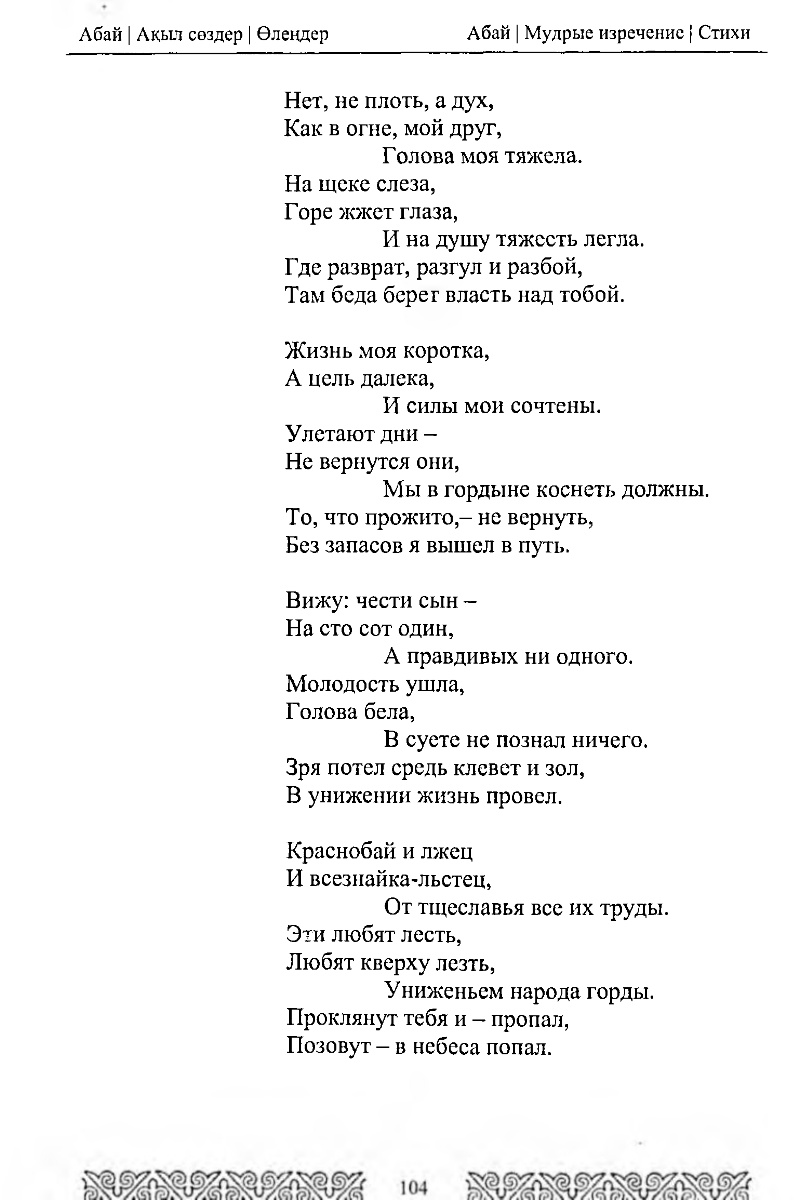 Абай | Ақыл сөздер | Өлеңдер Абай | Мудрые изречение | Стихи
Нет, не плоть, а дух,
Как в огне, мой друг,
Голова моя тяжела.
На щеке слеза,
Горе жжет глаза,
И на душу тяжесть легла.
Где разврат, разгул и разбой,
Там беда берет власть над тобой.

Жизнь моя коротка,
А цель далека,
И силы мои сочтены.
Улетают дни –
Не вернутся они,
Мы в гордыне коснеть должны.
То, что прожито,– не вернуть,
Без запасов я вышел в путь.

Вижу: чести сын –
На сто сот один,
А правдивых ни одного.
Молодость ушла,
Голова бела,
В суете не познал ничего.
Зря потел средь клевет и зол,
В унижении жизнь провел.

Краснобай и лжец
И всезнайка-льстец,
От тщеславья все их труды.
Эти любят лесть,
Любят кверху лезть,
Униженьем народа горды.
Проклянут тебя и – пропал,
Позовут – в небеса попал.

104